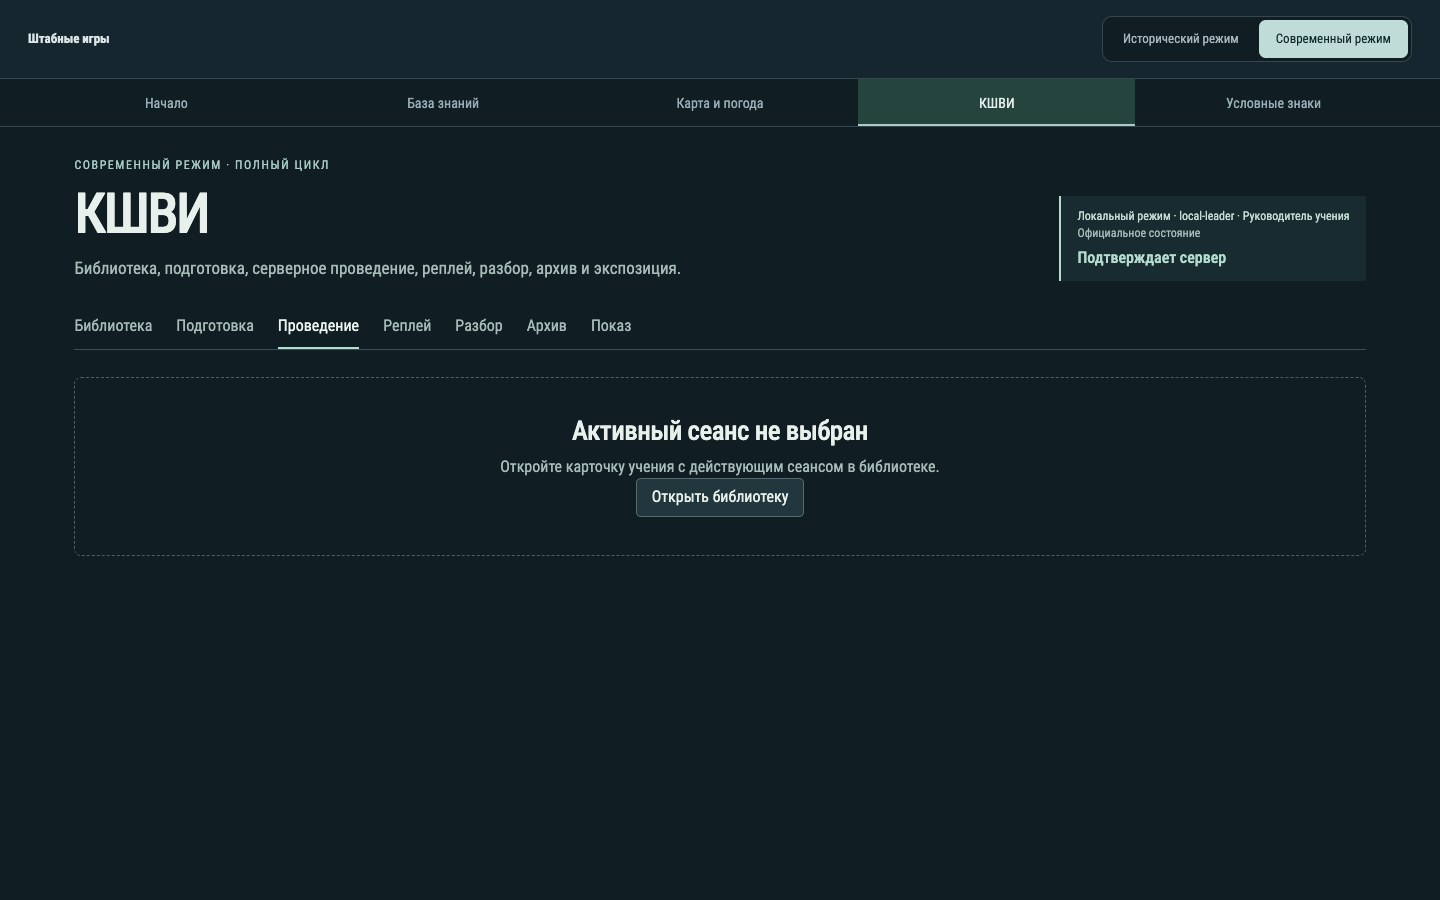 Штабные игры
Исторический режим
Современный режим
Начало
База знаний
Карта и погода
КШВИ
Условные знаки
СОВРЕМЕННЫЙ РЕЖИМ · ПОЛНЫЙ ЦИКЛ
КШВИ
Библиотека, подготовка, серверное проведение, реплей, разбор, архив и экспозиция.
Локальный режим · local-leader · Руководитель учения
Официальное состояние
Подтверждает сервер
Библиотека
Подготовка
Проведение
Реплей
Разбор
Архив
Показ
Активный сеанс не выбран
Откройте карточку учения с действующим сеансом в библиотеке.
Открыть библиотеку